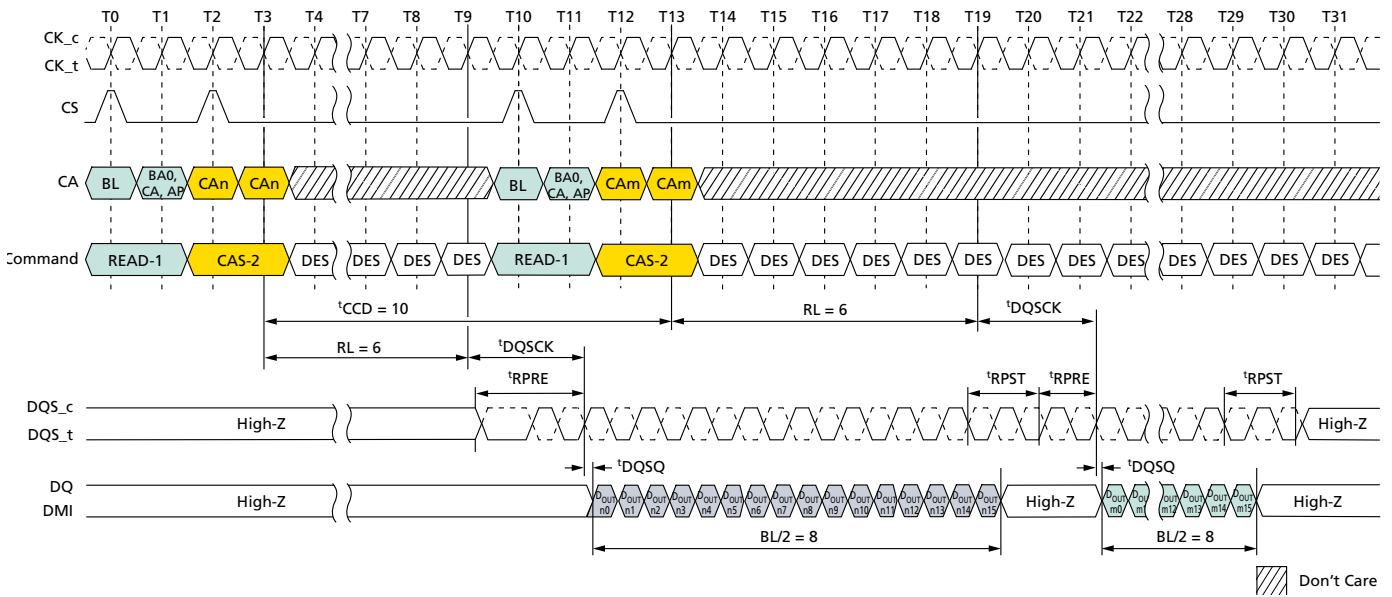 T0 T1 T2 T3 T4 T7 T8 T9 T10 T11 T12 T13 T14 T15 T16 T17 T18 T19 T20 T21 T22 T28 T29 T30 T31
CK_c
CK_t
CS
CA BL BA0, CA, AP CAn CAn BL BA0, CA, AP CAm CAm
Command READ-1 CAS-2 DES DES DES DES READ-1 CAS-2 DES DES DES DES DES DES DES DES DES DES DES DES DES
tCCD = 10 RL = 6 tDQSCK
RL = 6 tDQSCK
tRPRE tRPST tRPRE tRPST
DQS_c
DQS_t
High-Z High-Z
tDQSQ tDQSQ
DQ
DMI
High-Z DOUT n0 DOUT n1 DOUT n2 DOUT n3 DOUT n4 DOUT n5 DOUT n6 DOUT n7 DOUT n8 DOUT n9 DOUT n10 DOUT n11 DOUT n12 DOUT n13 DOUT n14 DOUT n15 High-Z DOUT m0 DOUT m1 DOUT m12 DOUT m13 DOUT m14 DOUT m15 High-Z
BL/2 = 8 BL/2 = 8
Don't Care